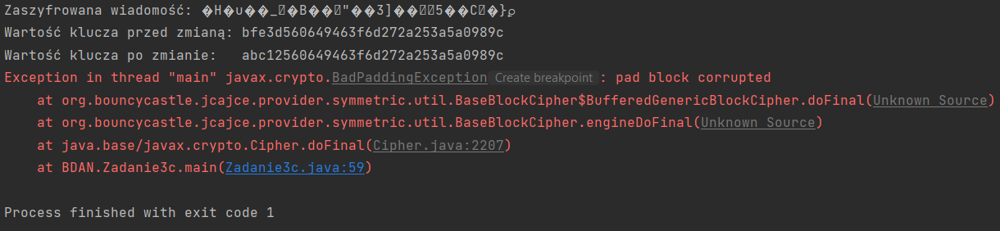 Zaszyfrowana wiadomość: �H�u��_�B��"��3]��5��C�}
Wartość klucza przed zmianą: bfe3d560649463f6d272a253a5a0989c
Wartość klucza po zmianie:   abc12560649463f6d272a253a5a0989c
Exception in thread "main" javax.crypto.BadPaddingException Create breakpoint : pad block corrupted
    at org.bouncycastle.jcajce.provider.symmetric.util.BaseBlockCipher$BufferedGenericBlockCipher.doFinal(Unknown Source)
    at org.bouncycastle.jcajce.provider.symmetric.util.BaseBlockCipher.engineDoFinal(Unknown Source)
    at java.base/javax.crypto.Cipher.doFinal(Cipher.java:2207)
    at BDAN.Zadanie3c.main(Zadanie3c.java:59)
Process finished with exit code 1